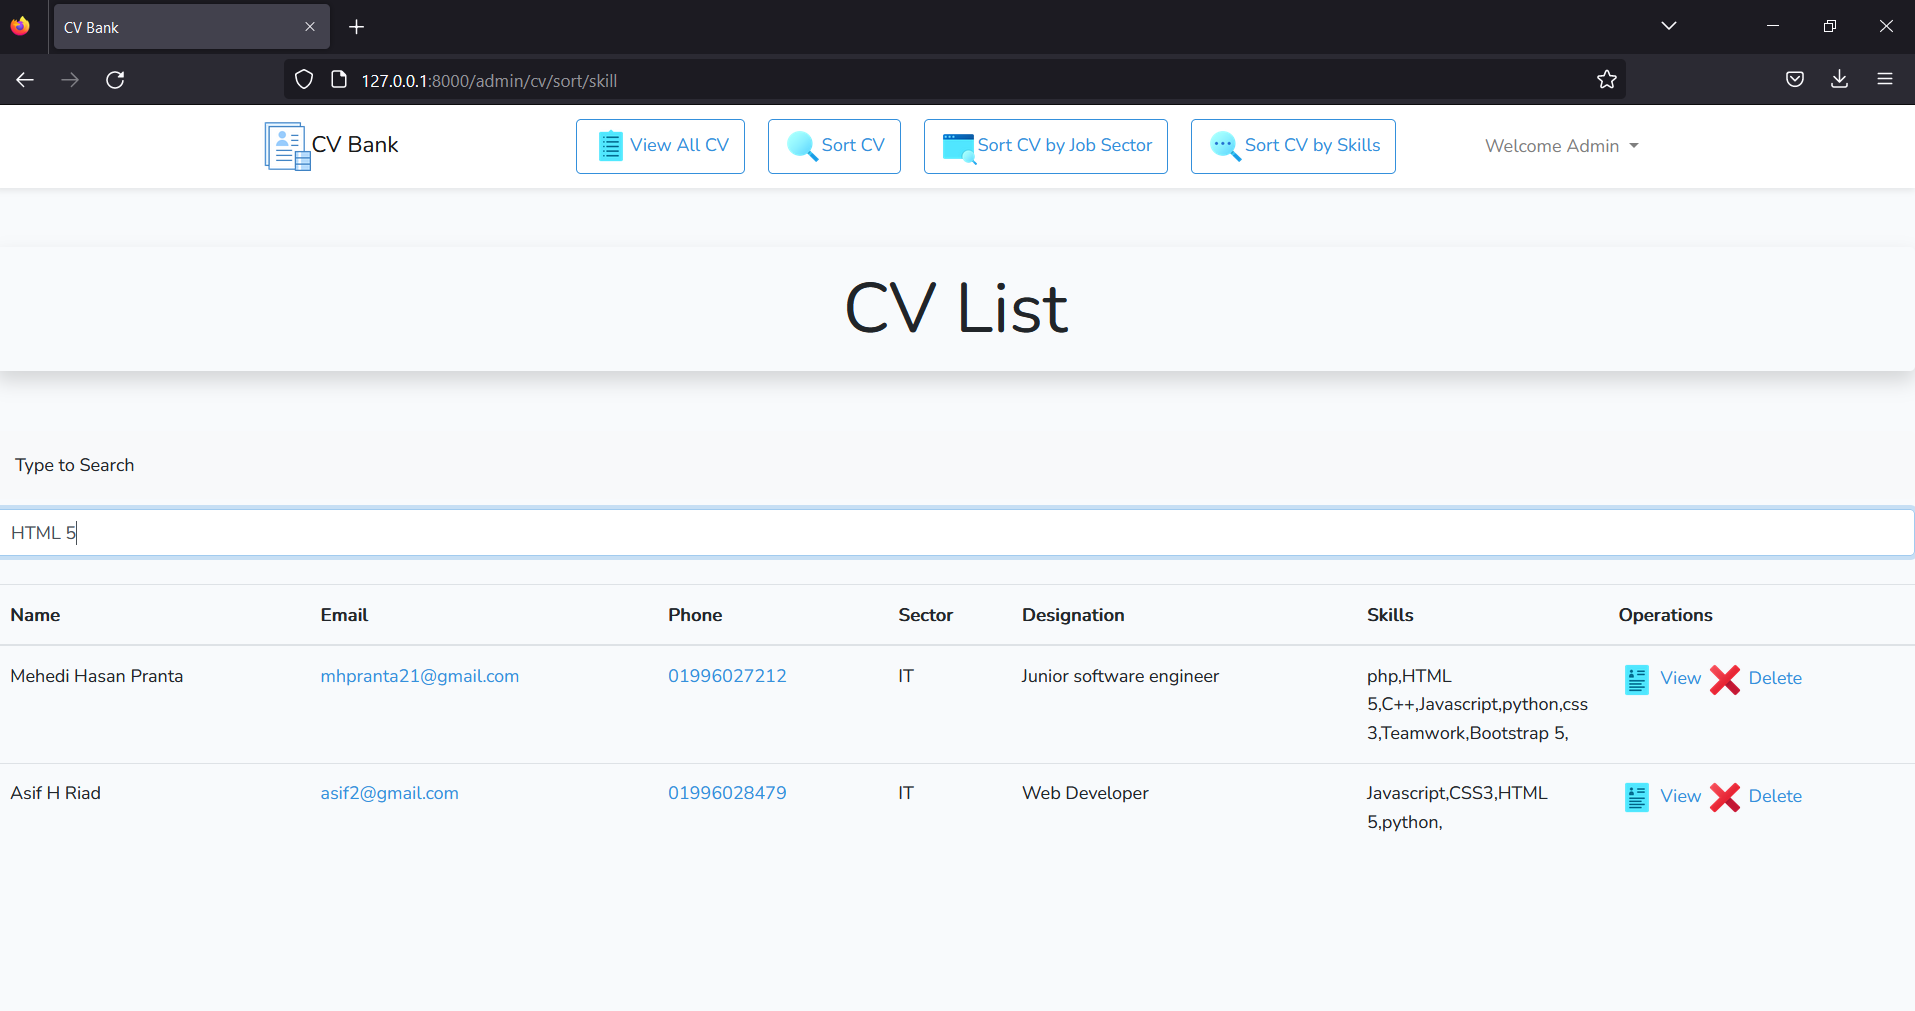 CV Bank
127.0.0.1:8000/admin/cv/sort/skill
CV Bank View All CV Sort CV Sort CV by Job Sector Sort CV by Skills Welcome Admin
CV List
Type to Search
HTML 5
Name Email Phone Sector Designation Skills Operations
Mehedi Hasan Pranta mhpranta21@gmail.com 01996027212 IT Junior software engineer php,HTML View Delete
5,C++,Javascript,python,css
3,Teamwork,Bootstrap 5,
Asif H Riad asif2@gmail.com 01996028479 IT Web Developer Javascript,CSS3,HTML View Delete
5,python,